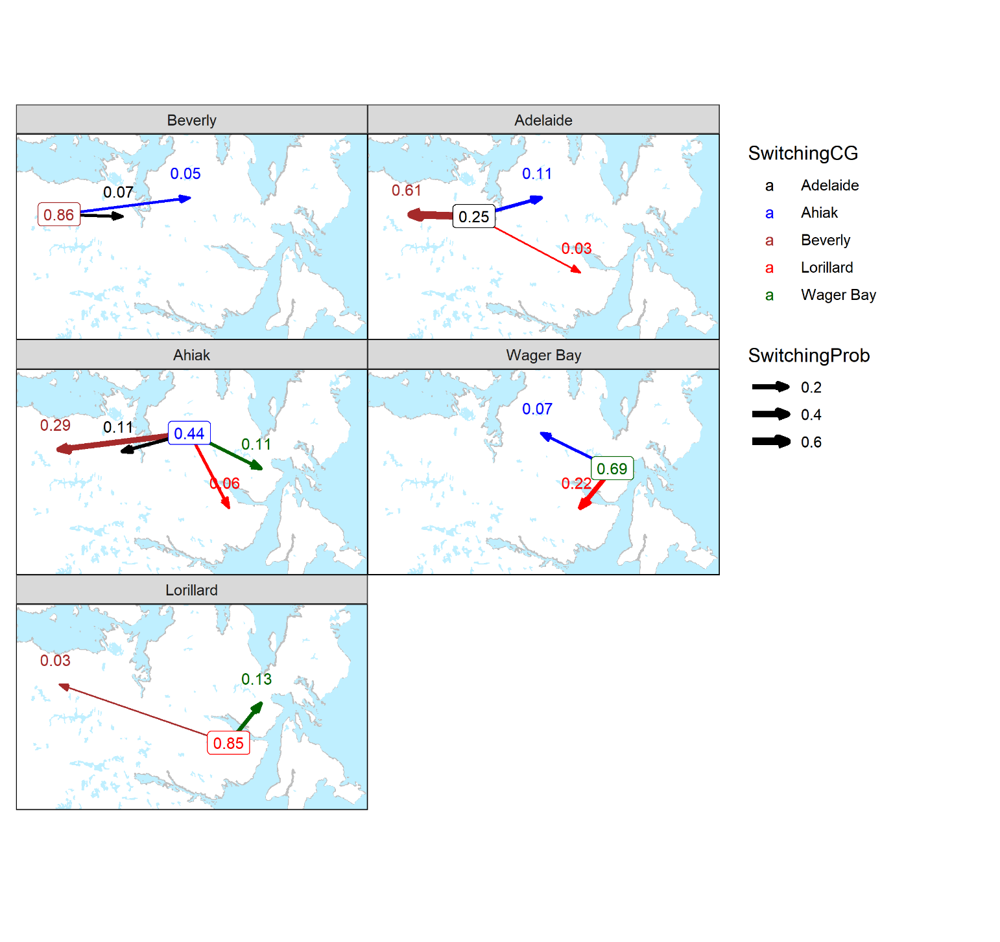 Beverly
0.05
0.07
0.86
Adelaide
0.11
0.61
0.25
0.03
Ahiak
0.29
0.11
0.44
0.11
0.06
Wager Bay
0.07
0.69
0.22
Lorillard
0.03
0.13
0.85
SwitchingCG
a Adelaide
a Ahiak
a Beverly
a Lorillard
a Wager Bay
SwitchingProb
0.2
0.4
0.6